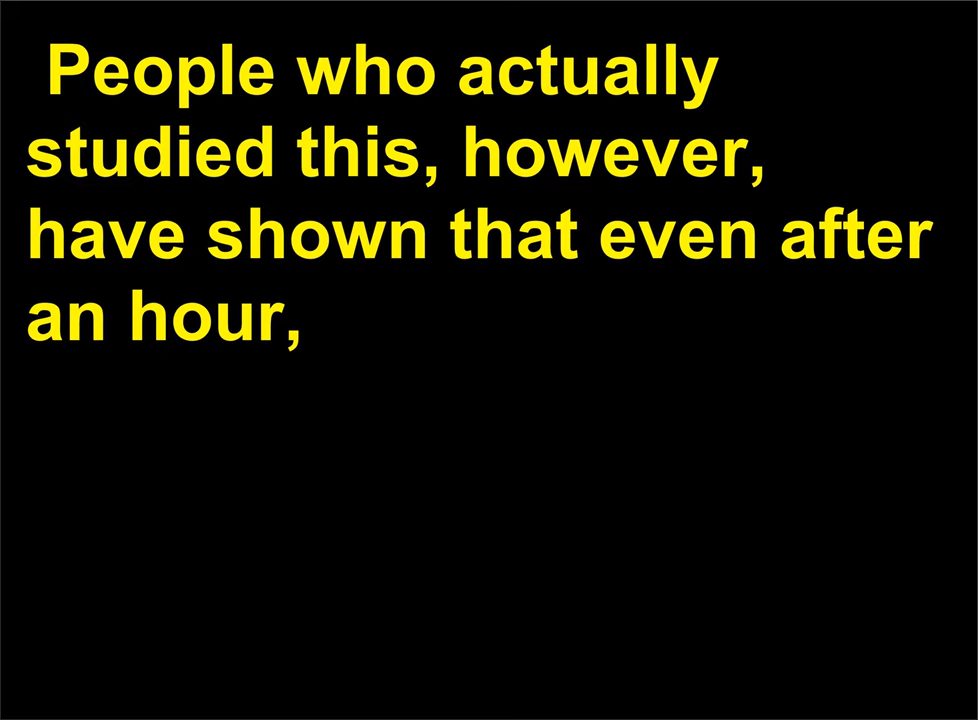 People who actually
studied this, however,
have shown that even after
an hour,